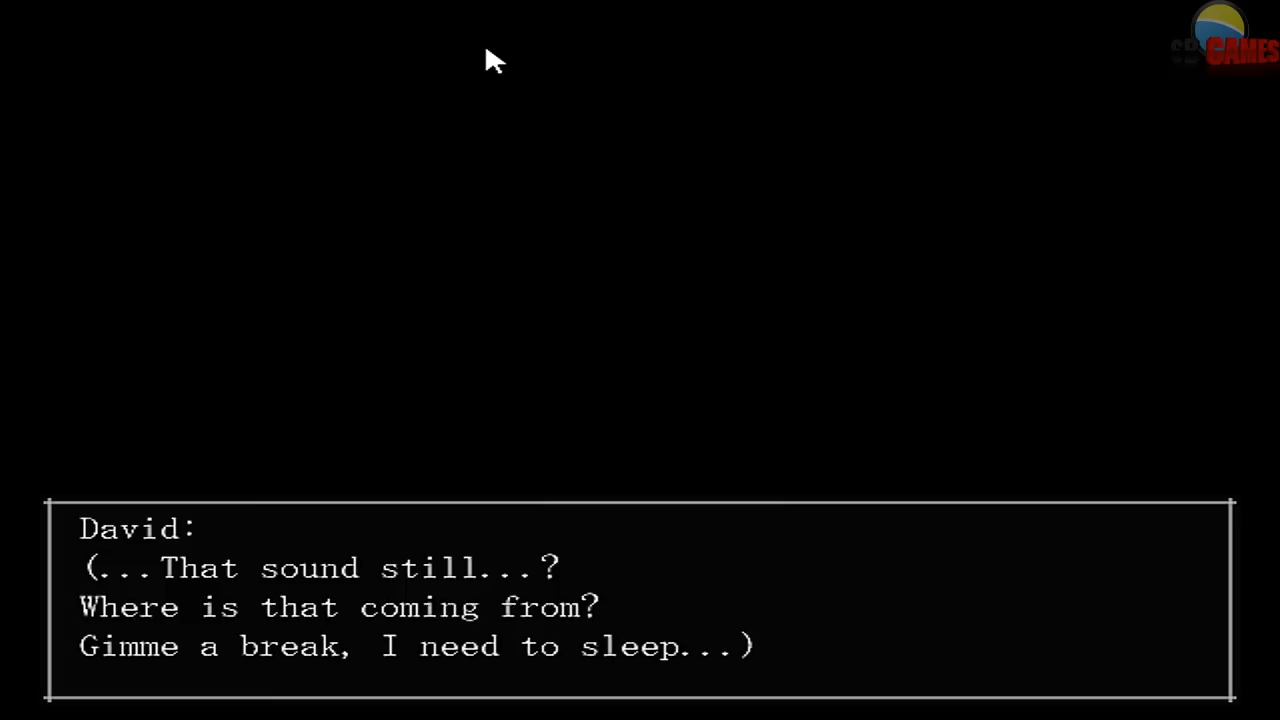 GAMES
David:
(...That sound still...?
Where is that coming from?
Gimme a break, I need to sleep...)